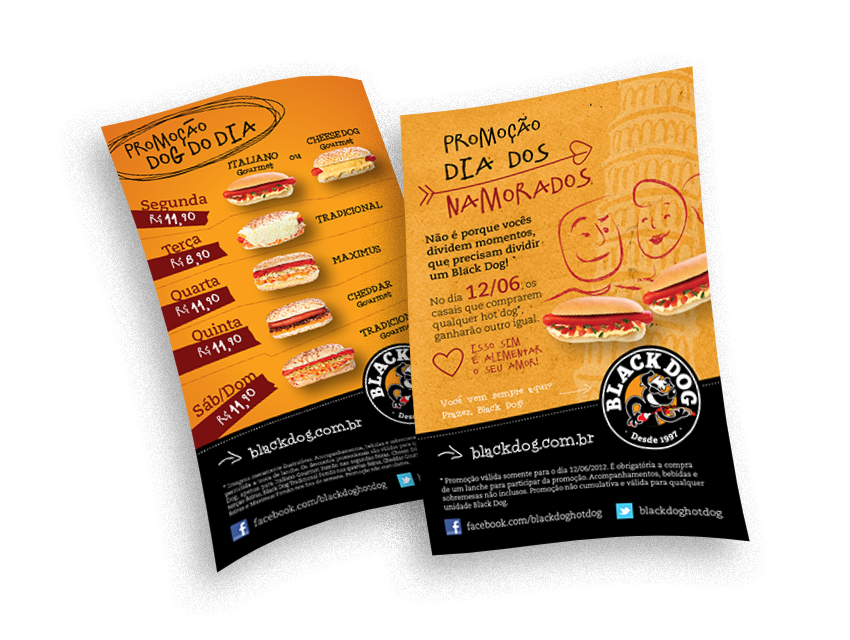 PROMOÇÃO
DOG DO DIA
ITALIANO
Gourmet
ou
CHEESEDOG
Gourmet
Segunda
R$ 11,90
TRADICIONAL
Terça
R$ 8,90
MAXIMUS
Quarta
R$ 11,90
CHEDDAR
Gourmet
Quinta
R$ 11,90
Sáb/Dom
R$ 11,90
BLACK
Desde
blackdog.com.br
facebook.com/blackdoghotdog
PROMOÇÃO
DIA DOS
NAMORADOS
Não é porque vocês
dividem momentos,
que precisam dividir
um Black Dog!
No dia 12/06, os
casais que comprarem
qualquer hot dog*,
ganharão outro igual.
ISSO SIM
É ALIMENTAR
O SEU AMOR!
Você vem sempre aqui?
Prazer, Black Dog!
BLACK DOG
· Desde 1997 ·
blackdog.com.br
* Promoção válida somente para o dia 12/06/2012. É obrigatória a compra
de um lanche para participar da promoção. Acompanhamentos, bebidas e
sobremesas não inclusos. Promoção não cumulativa e válida para qualquer
unidade Black Dog.
facebook.com/blackdoghotdog
blackdoghotdog